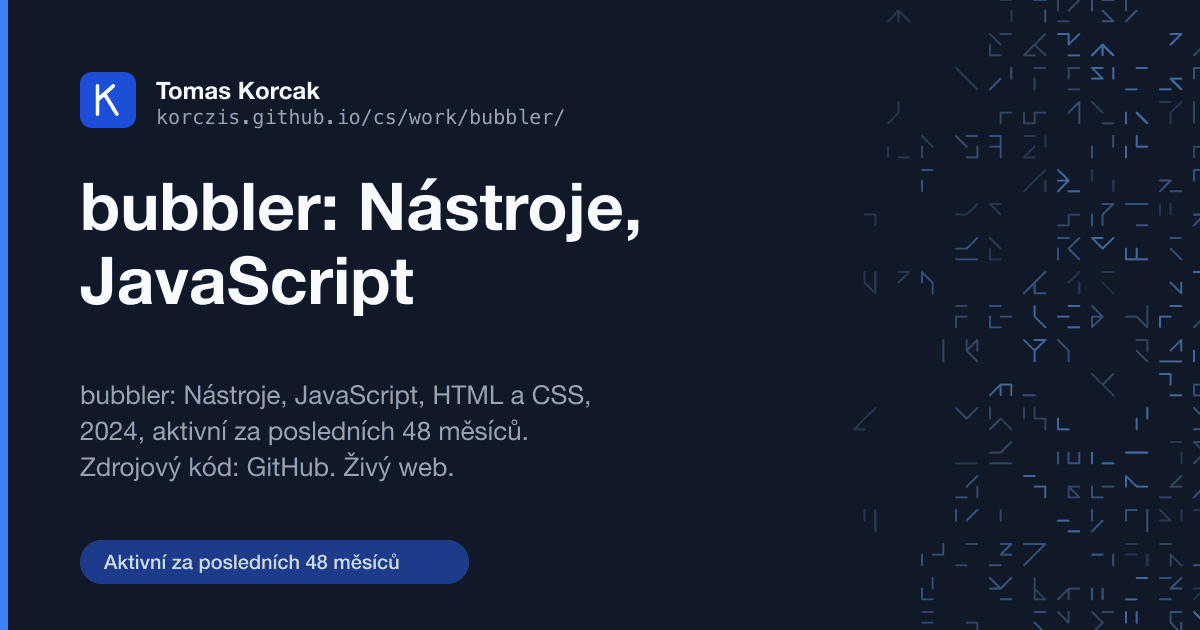 K
Tomas Korcak
korczis.github.io/cs/work/bubbler/
bubbler: Nástroje,
JavaScript
bubbler: Nástroje, JavaScript, HTML a CSS,
2024, aktivní za posledních 48 měsíců.
Zdrojový kód: GitHub. Živý web.
Aktivní za posledních 48 měsíců